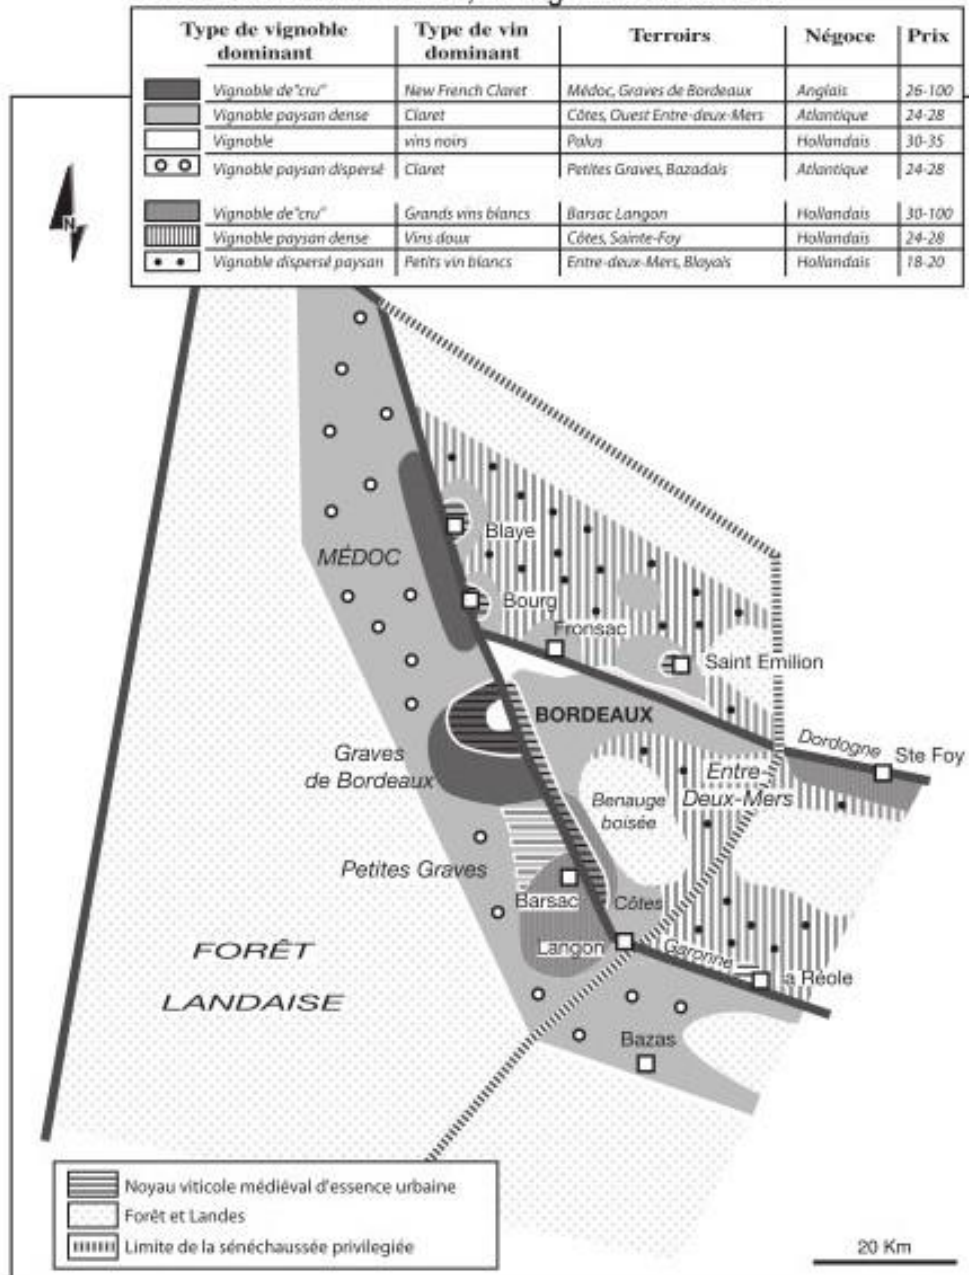 Type de vignoble dominant | Type de vin dominant | Terroirs | Négoce | Prix
Vignoble de"cru" | New French Claret | Médoc, Graves de Bordeaux | Anglais | 26-100
Vignoble paysan dense | Claret | Côtes, Ouest Entre-deux-Mers | Atlantique | 24-28
Vignoble | vins noirs | Palus | Hollandais | 30-35
Vignoble paysan dispersé | Claret | Petites Graves, Bazadais | Atlantique | 24-28
Vignoble de"cru" | Grands vins blancs | Barsac Langon | Hollandais | 30-100
Vignoble paysan dense | Vins doux | Côtes, Sainte-Foy | Hollandais | 24-28
Vignoble dispersé paysan | Petits vin blancs | Entre-deux-Mers, Blayais | Hollandais | 18-20
N
Blaye
MÉDOC
Bourg
Fronsac
Saint Emilion
BORDEAUX
Dordogne
Ste Foy
Graves
de Bordeaux
Entre
Deux-Mers
Benauge
boisée
Petites Graves
Barsac
Côtes
Langon
Garonne
a Réole
FORÊT
LANDAISE
Bazas
Noyau viticole médiéval d'essence urbaine
Forêt et Landes
Limite de la sénéchaussée privilegiée
20 Km